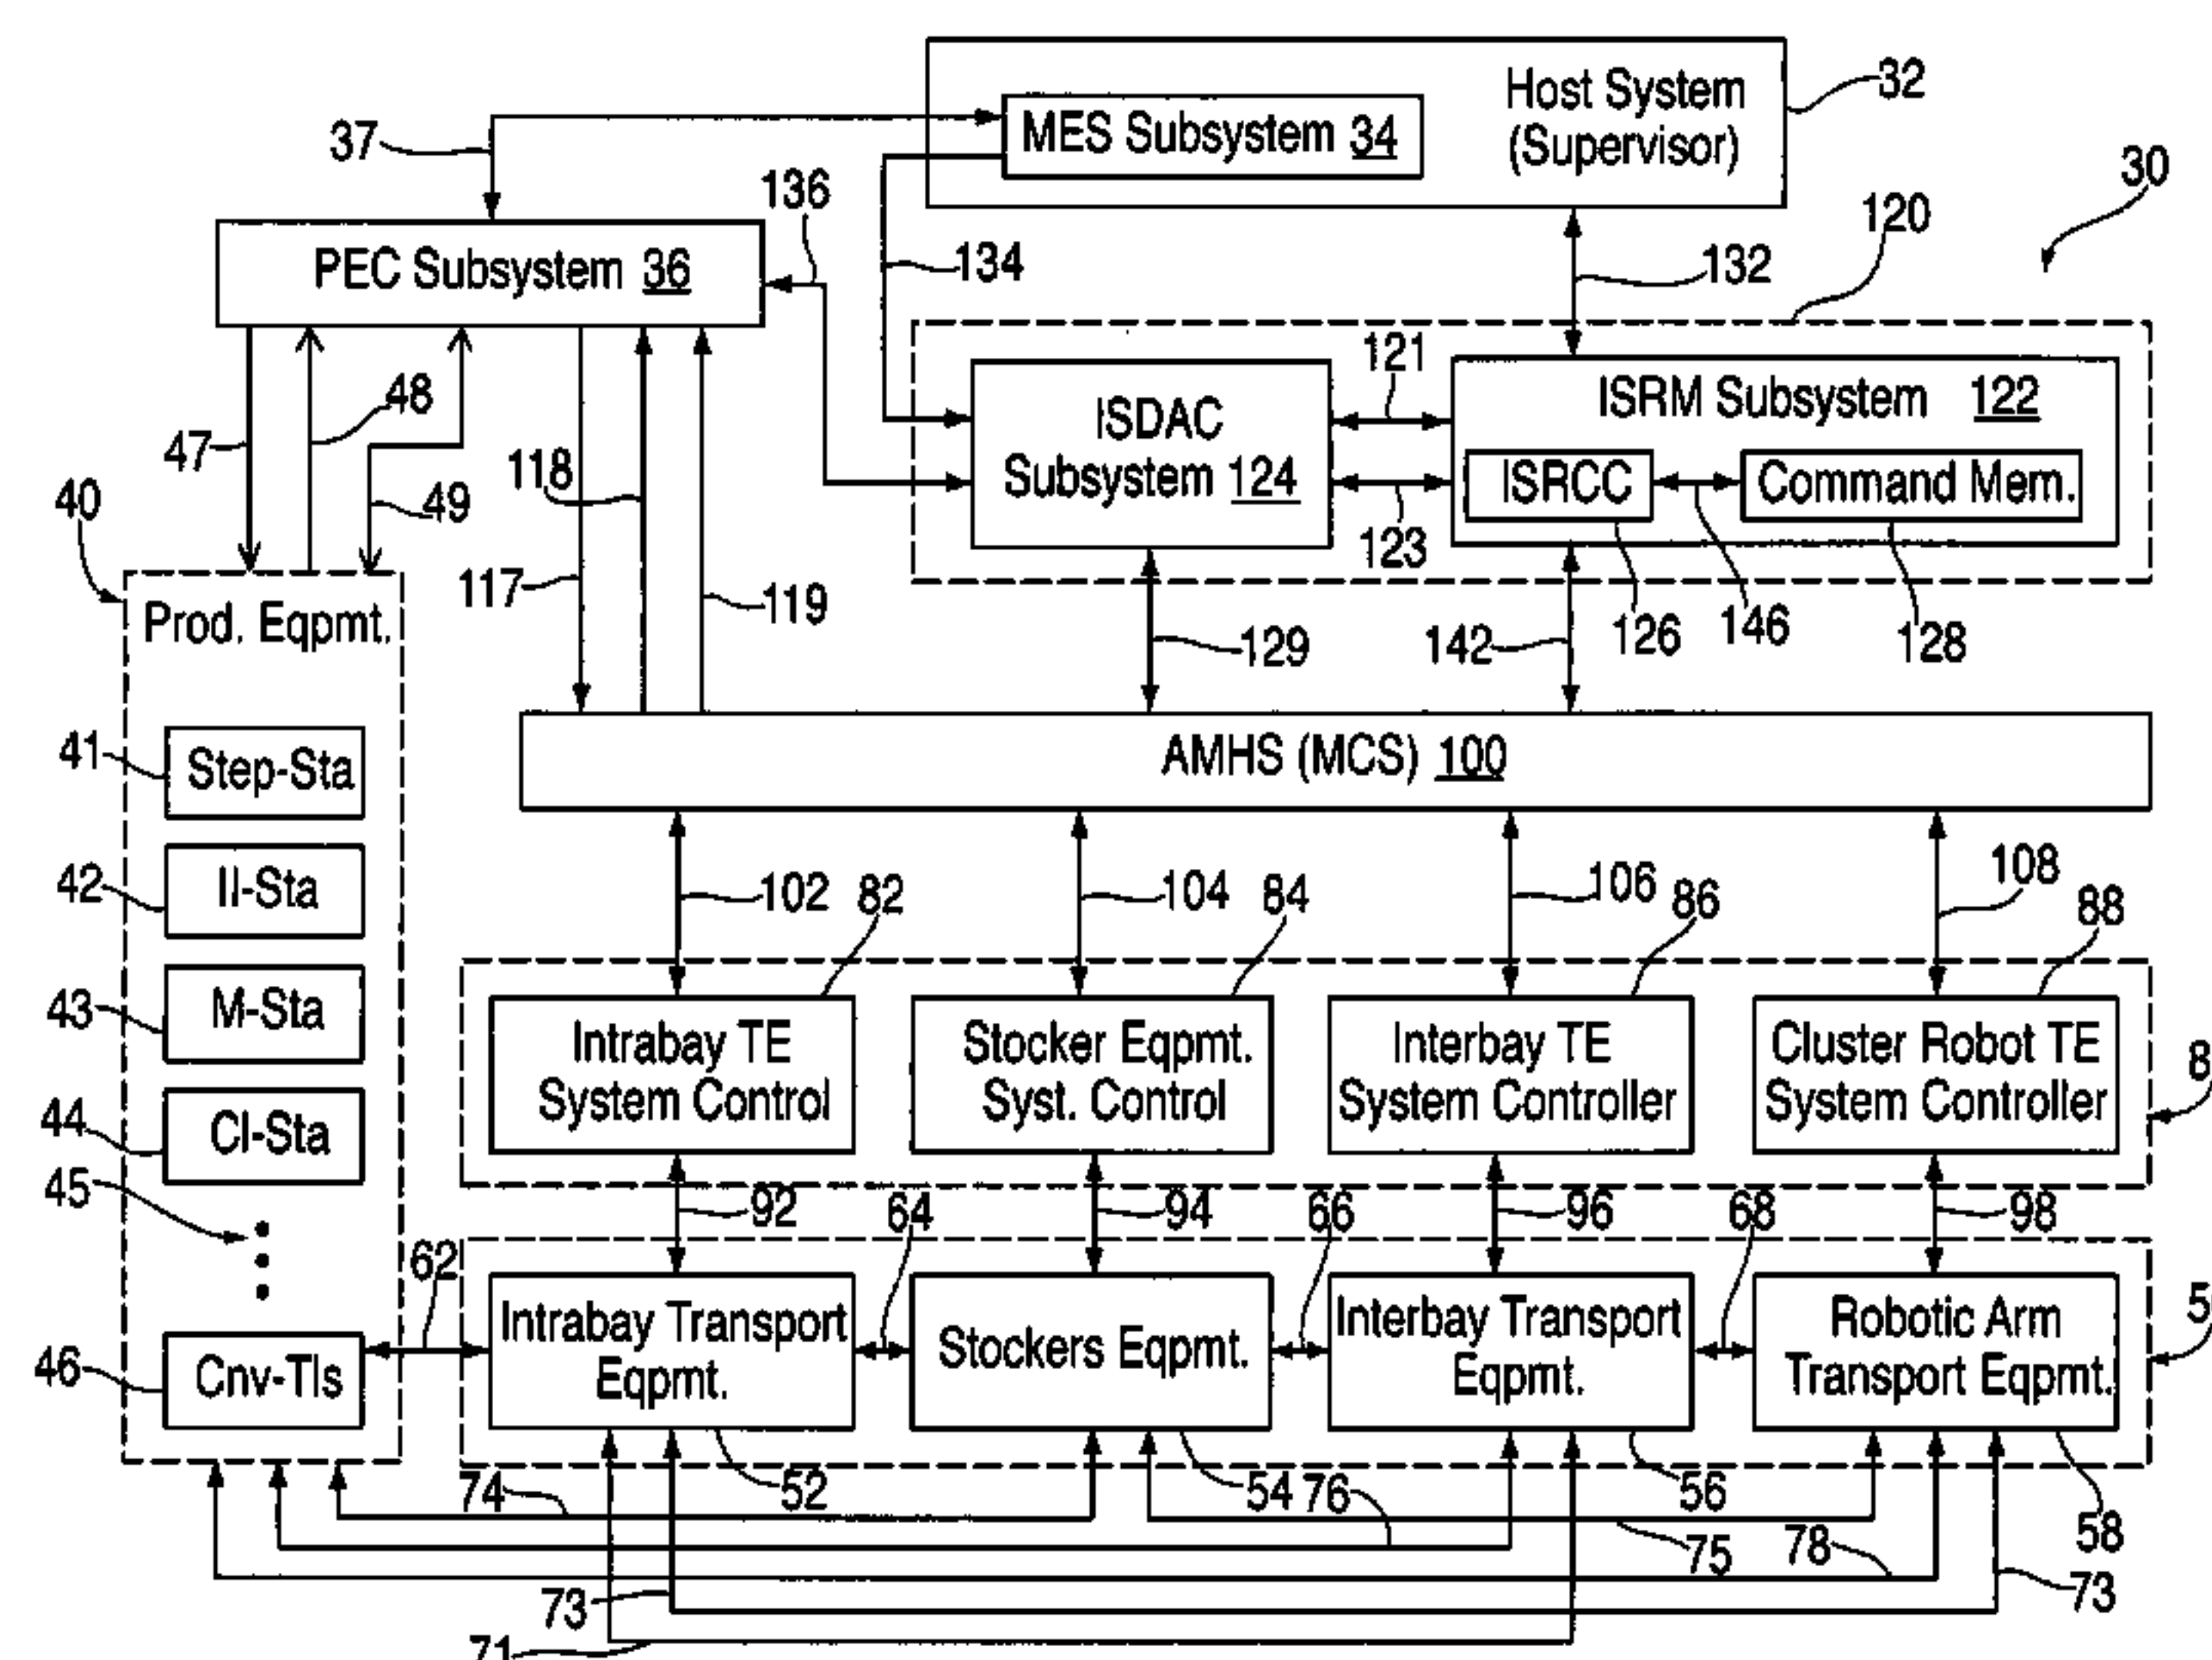 Host System
(Supervisor)
32
MES Subsystem 34
37
136
30
120
PEC Subsystem 36
134
132
121
ISDAC
Subsystem 124
ISRM Subsystem 122
ISRCC
Command Mem.
47
48
118
49
40
123
117
119
129
142
126
146
128
Prod. Eqpmt.
41
Step-Sta
AMHS (MCS) 100
42
II-Sta
102
82
104
84
106
86
108
88
43
M-Sta
Intrabay TE
System Control
Stocker Eqpmt.
Syst. Control
Interbay TE
System Controller
Cluster Robot TE
System Controller
8
44
CI-Sta
45
92
64
94
66
96
68
98
62
Intrabay Transport
Eqpmt.
Stockers Eqpmt.
Interbay Transport
Eqpmt.
Robotic Arm
Transport Eqpmt.
5
46
Cnv-Tls
74
52
54
76
56
58
75
78
73
73
71